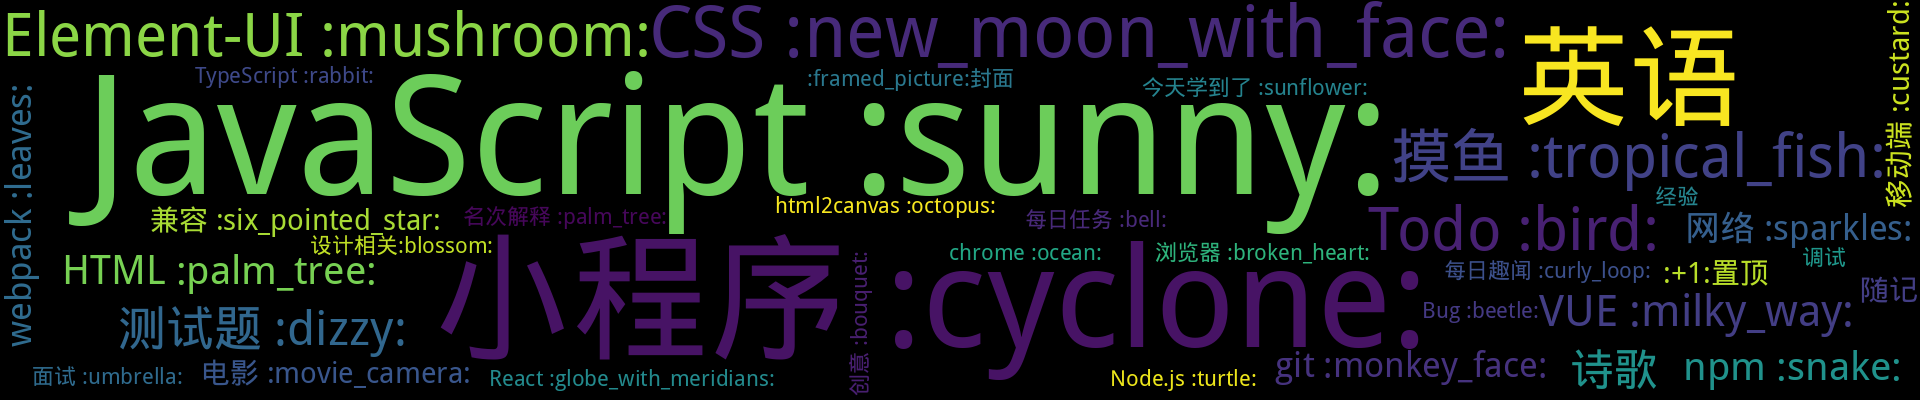 Element-UI :mushroom:
CSS :new_moon_with_face:
英语
移动端 :custard:
TypeScript :rabbit:
:framed_picture:封面
今天学到了 :sunflower:
webpack :leaves:
JavaScript :sunny:
摸鱼 :tropical_fish:
经验
兼容 :six_pointed_star:
名次解释 :palm_tree:
html2canvas :octopus:
每日任务 :bell:
Todo :bird:
网络 :sparkles:
设计相关:blossom:
HTML :palm_tree:
小程序 :cyclone:
创意 :bouquet:
chrome :ocean:
浏览器 :broken_heart:
每日趣闻 :curly_loop:
:+1:置顶
调试
随记
测试题 :dizzy:
Bug :beetle:
VUE :milky_way:
面试 :umbrella:
电影 :movie_camera:
React :globe_with_meridians:
Node.js :turtle:
git :monkey_face:
诗歌
npm :snake: